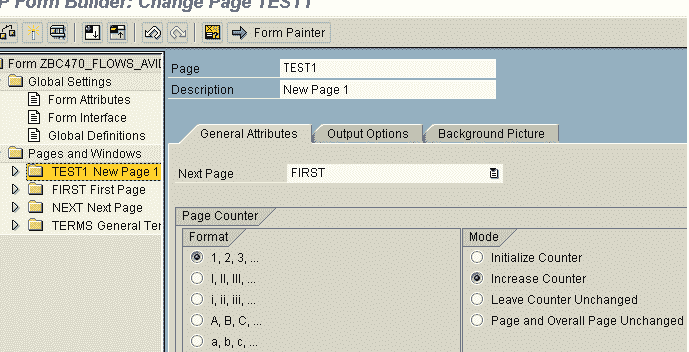 P Form Builder: Change Page TEST1
Form Painter
Form ZBC470_FLOWS_AVI
Global Settings
Form Attributes
Form Interface
Global Definitions
Pages and Windows
TEST1 New Page 1
FIRST First Page
NEXT Next Page
TERMS General Ter
Page TEST1
Description New Page 1
General Attributes Output Options Background Picture
Next Page FIRST
Page Counter
Format
1, 2, 3, ...
I, II, III, ...
i, ii, iii, ...
A, B, C, ...
a, b, c, ...
Mode
Initialize Counter
Increase Counter
Leave Counter Unchanged
Page and Overall Page Unchanged